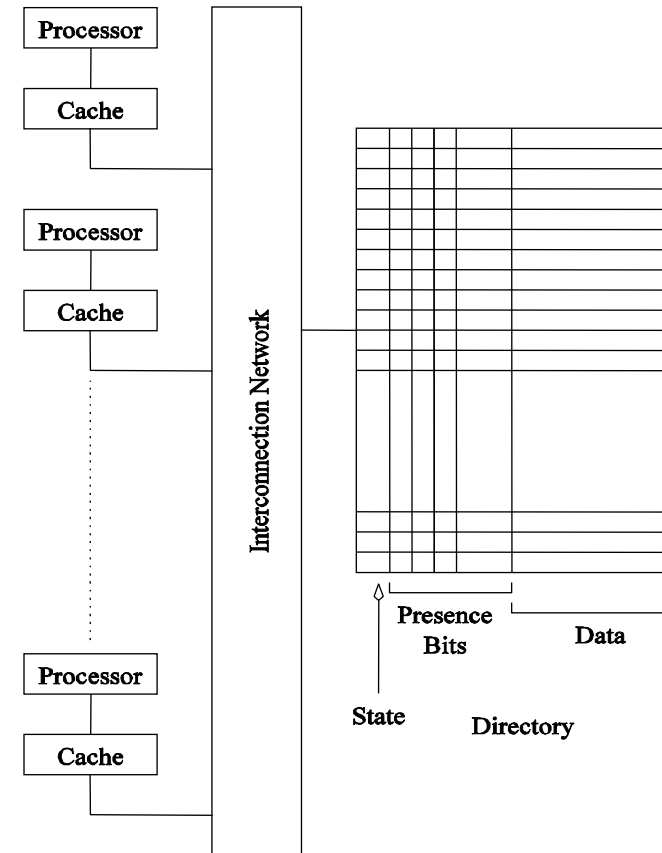 Processor
Cache
Processor
Cache
Interconnection Network
Presence
Bits
Data
State
Directory
Processor
Cache